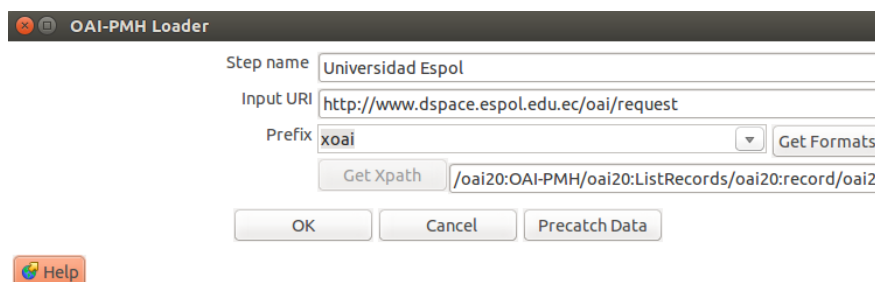 OAI-PMH Loader
Step name Universidad Espol
Input URI http://www.dspace.espol.edu.ec/oai/request
Prefix xoai Get Formats
Get Xpath /oai20:OAI-PMH/oai20:ListRecords/oai20:record/oai2
OK Cancel Precatch Data
Help